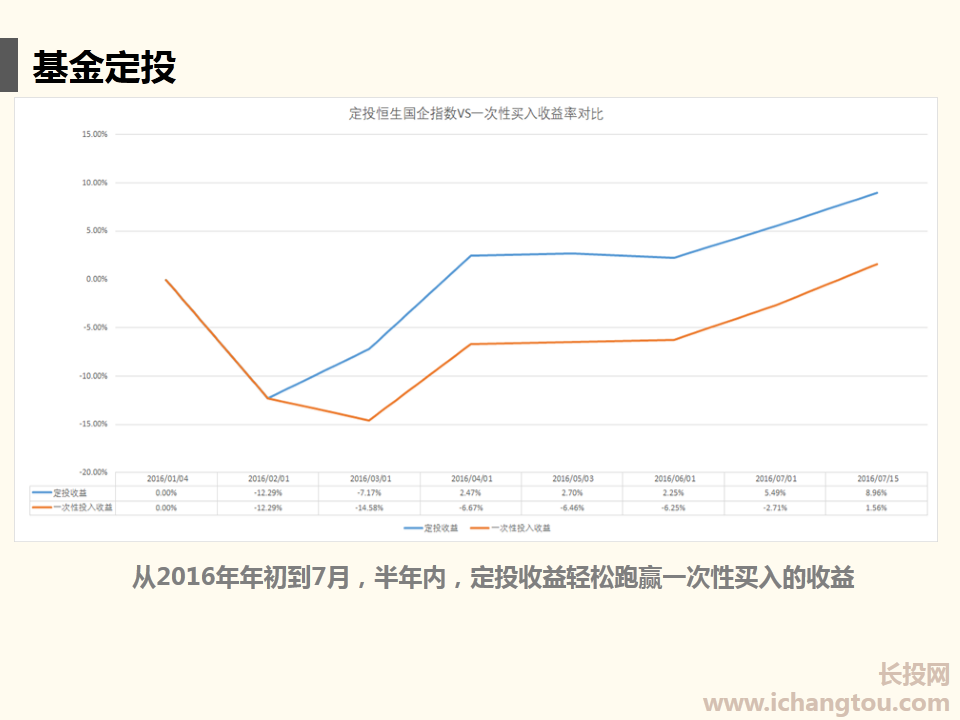 基金定投
定投恒生国企指数VS一次性买入收益率对比
15.00%
10.00%
5.00%
0.00%
-5.00%
-10.00%
-15.00%
-20.00%
2016/01/04 2016/02/01 2016/03/01 2016/04/01 2016/05/03 2016/06/01 2016/07/01 2016/07/15
定投收益 0.00% -12.29% -7.17% 2.47% 2.70% 2.25% 5.49% 8.96%
一次性投入收益 0.00% -12.29% -14.58% -6.67% -6.46% -6.25% -2.71% 1.56%
定投收益 一次性投入收益
从2016年年初到7月，半年内，定投收益轻松跑赢一次性买入的收益
长投网
www.ichangtou.com